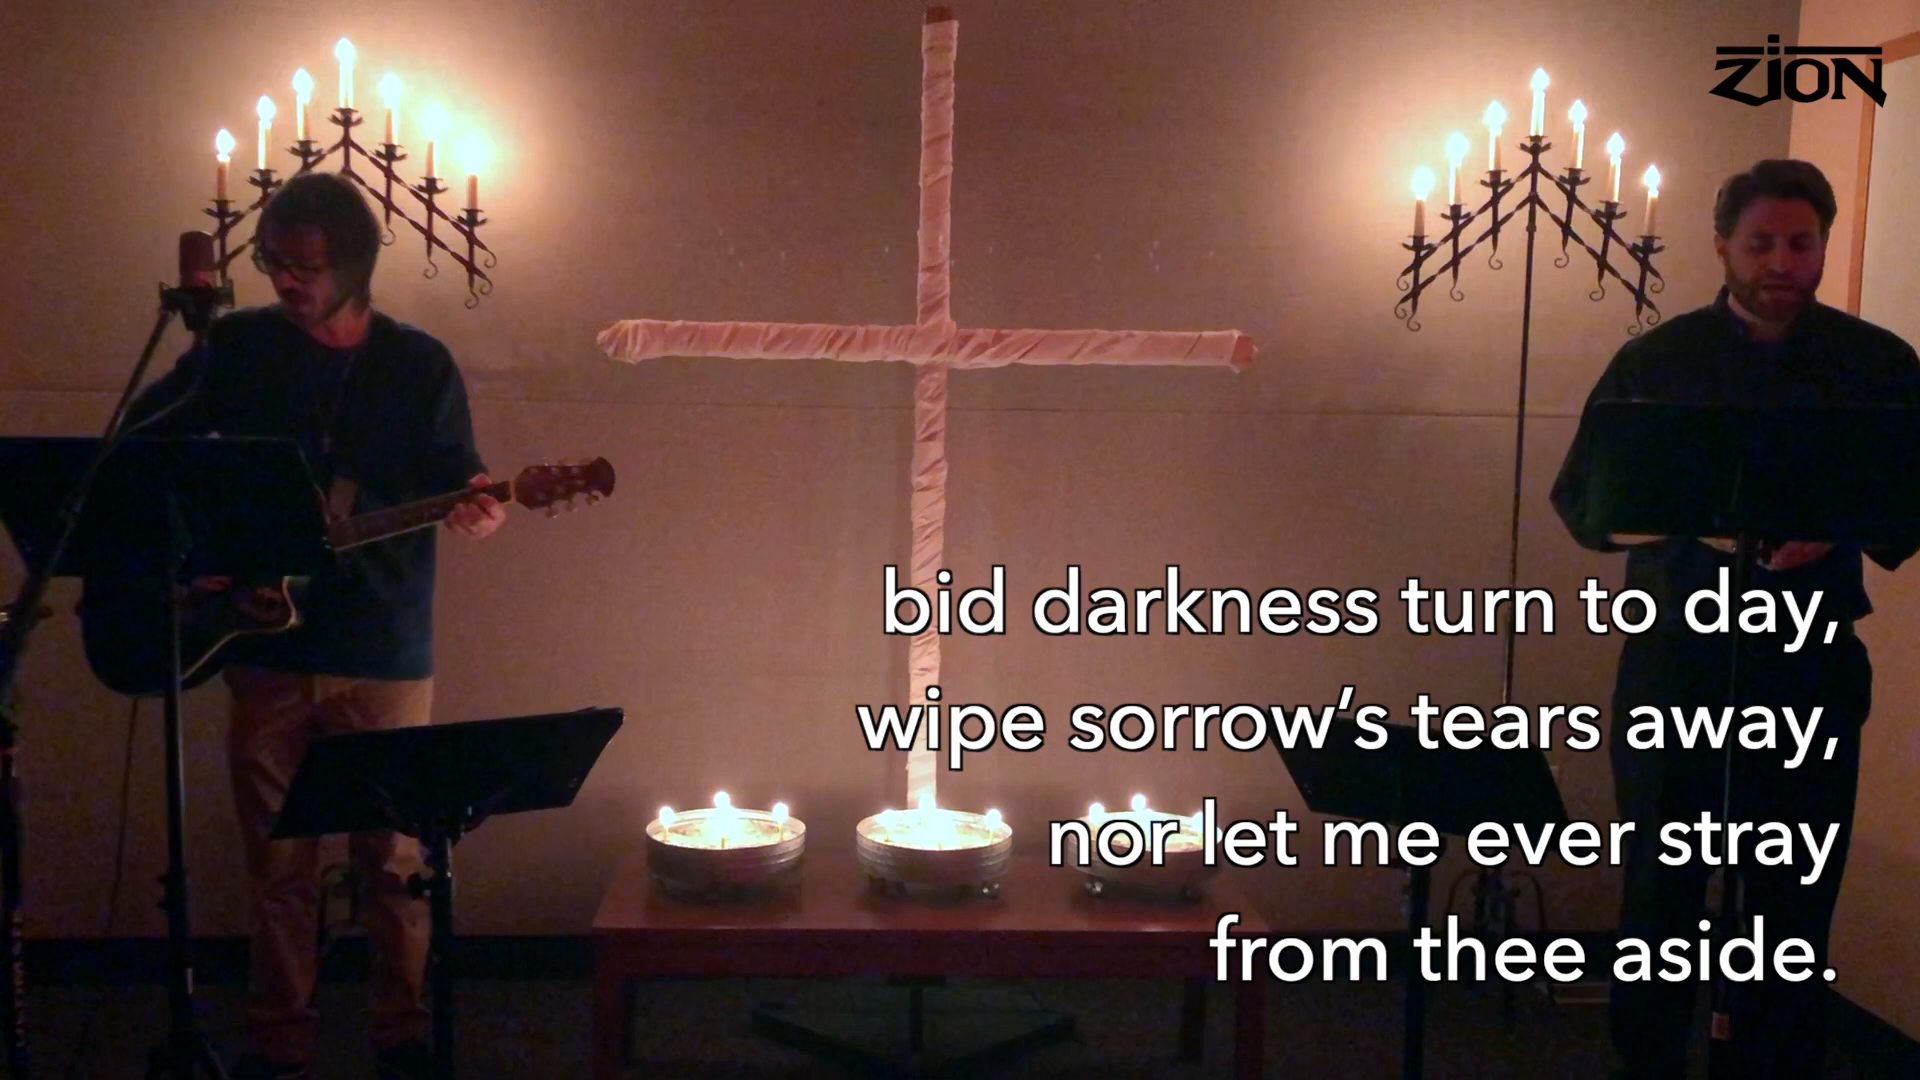 ZION
bid darkness turn to day,
wipe sorrow’s tears away,
nor let me ever stray
from thee aside.